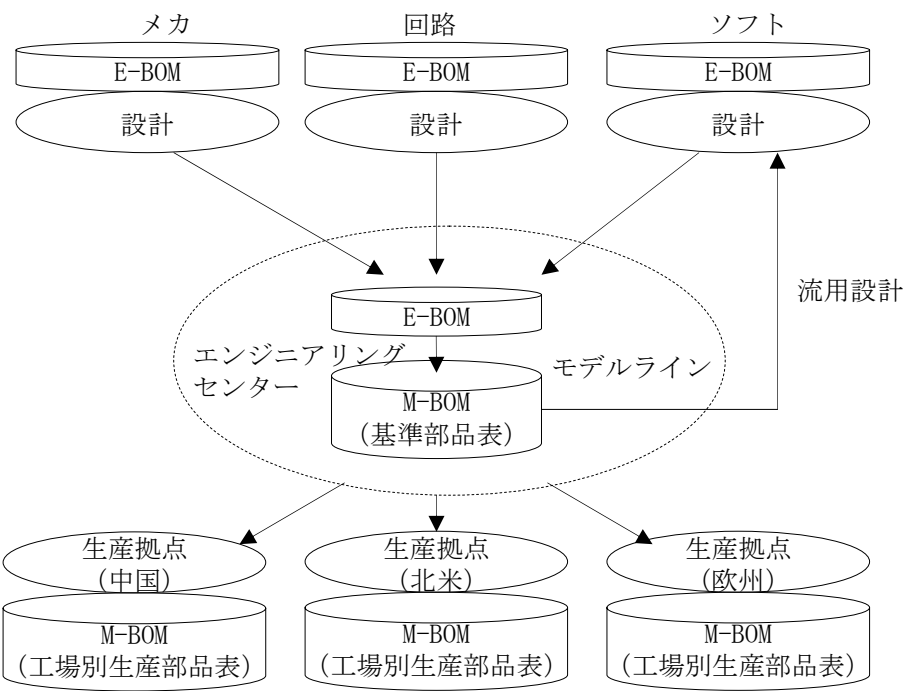 メカ
回路
ソフト
E-BOM
E-BOM
E-BOM
設計
設計
設計
流用設計
E-BOM
エンジニアリング
センター
モデルライン
M-BOM
(基準部品表)
生産拠点
(中国)
生産拠点
(北米)
生産拠点
(欧州)
M-BOM
(工場別生産部品表)
M-BOM
(工場別生産部品表)
M-BOM
(工場別生産部品表)